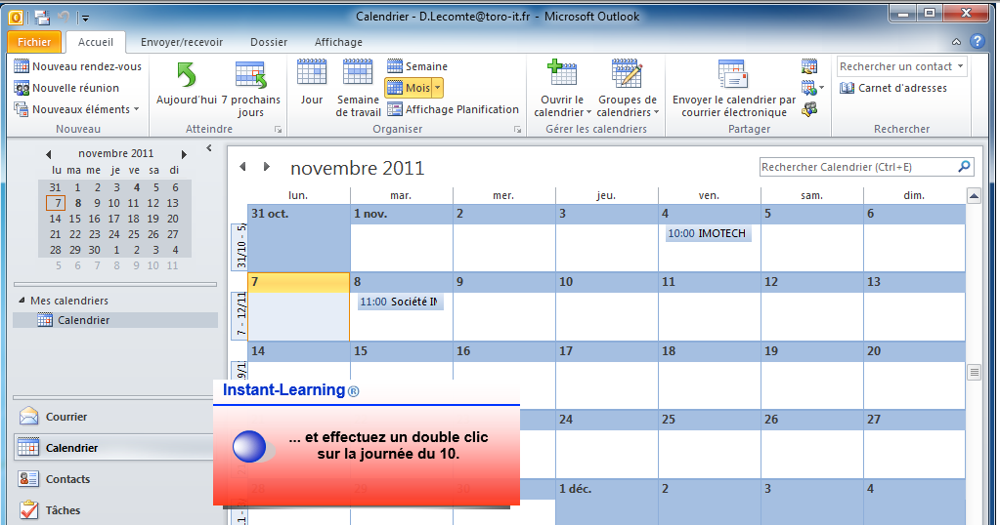 Calendrier - D.Lecomte@toro-it.fr - Microsoft Outlook
Fichier Accueil Envoyer/recevoir Dossier Affichage
Nouveau rendez-vous
Nouvelle réunion
Nouveaux éléments
Nouveau
Aujourd'hui
7 prochains
jours
Atteindre
Jour
Semaine
de travail
Semaine
Mois
Affichage Planification
Organiser
Ouvrir le
calendrier
Groupes de
calendriers
Gérer les calendriers
Envoyer le calendrier par
courrier électronique
Partager
Rechercher un contact
Carnet d'adresses
Rechercher
novembre 2011
lu ma me je ve sa di
31 1 2 3 4 5 6
7 8 9 10 11 12 13
14 15 16 17 18 19 20
21 22 23 24 25 26 27
28 29 30 1 2 3 4
5 6 7 8 9 10 11
Mes calendriers
Calendrier
Courrier
Calendrier
Contacts
Tâches
novembre 2011
Rechercher Calendrier (Ctrl+E)
lun. mar. mer. jeu. ven. sam. dim.
31 oct. 1 nov. 2 3 4 5 6
31/10 - 5/
10:00 IMOTECH
7 8 9 10 11 12 13
7 - 12/11
11:00 Société
14 15 16 17 18 19 20
24 25 26 27
28 29 30 1 déc. 2 3 4
Instant-Learning®
... et effectuez un double clic
sur la journée du 10.